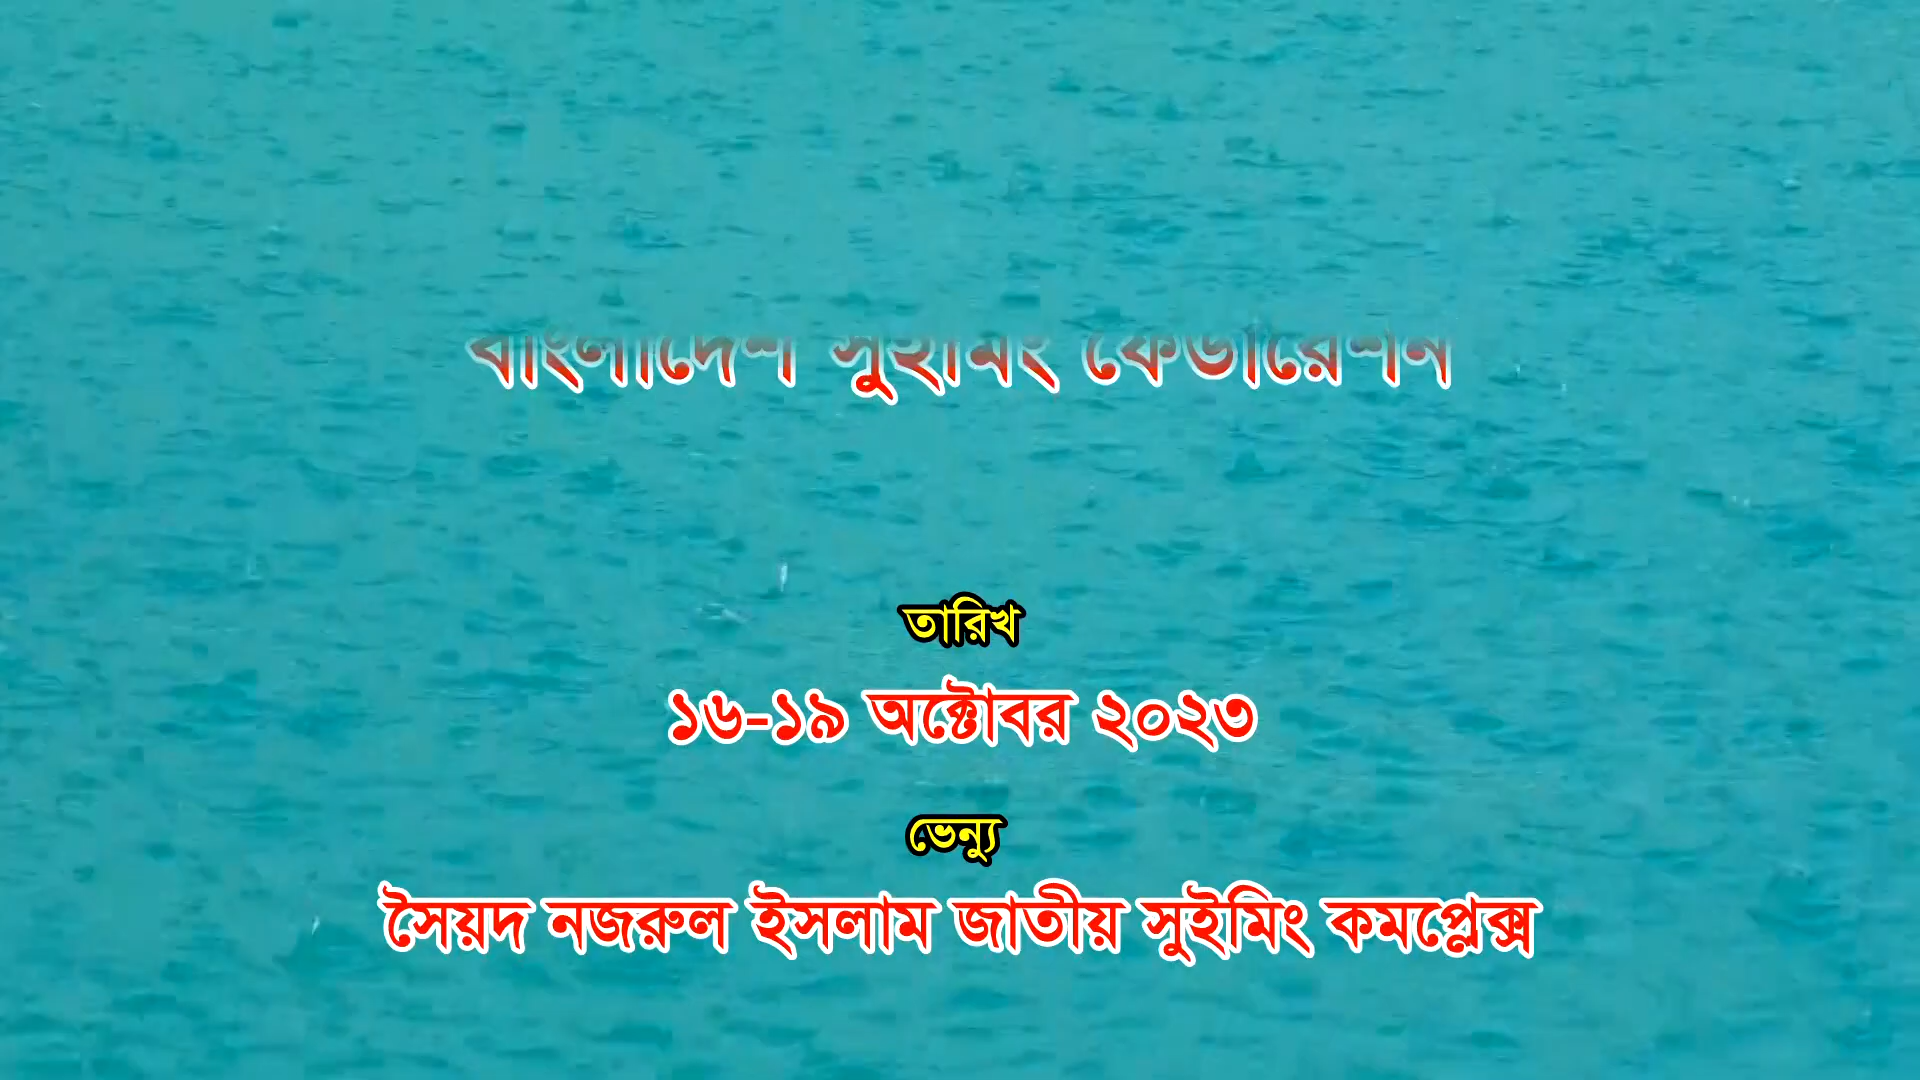 বাংলাদেশ সুইমিং ফেডারেশন
তারিখ
১৬-১৯ অক্টোবর ২০২৩
ভেন্যু
সৈয়দ নজরুল ইসলাম জাতীয় সুইমিং কমপ্লেক্স